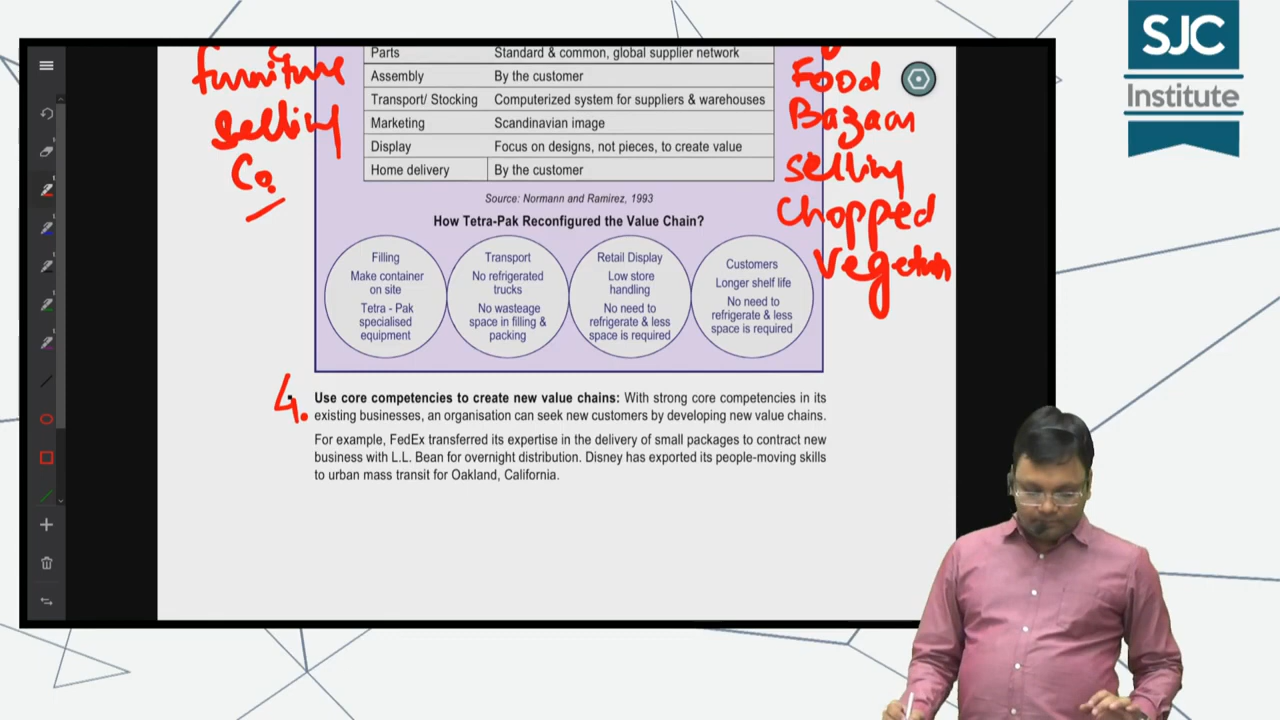 SJC
Institute
Furniture
Selling
Co.
Parts Standard & common, global supplier network
Assembly By the customer
Transport/ Stocking Computerized system for suppliers & warehouses
Marketing Scandinavian image
Display Focus on designs, not pieces, to create value
Home delivery By the customer
Food
Bazaar
Selling
Chopped
Source: Normann and Ramirez, 1993
How Tetra-Pak Reconfigured the Value Chain?
Filling
Make container
on site
Tetra - Pak
specialised
equipment
Transport
No refrigerated
trucks
No wasteage
space in filling &
packing
Retail Display
Low store
handling
No need to
refrigerate & less
space is required
Customers
Longer shelf life
No need to
refrigerate & less
space is required
4.
Use core competencies to create new value chains: With strong core competencies in its
existing businesses, an organisation can seek new customers by developing new value chains.
For example, FedEx transferred its expertise in the delivery of small packages to contract new
business with L.L. Bean for overnight distribution. Disney has exported its people-moving skills
to urban mass transit for Oakland, California.